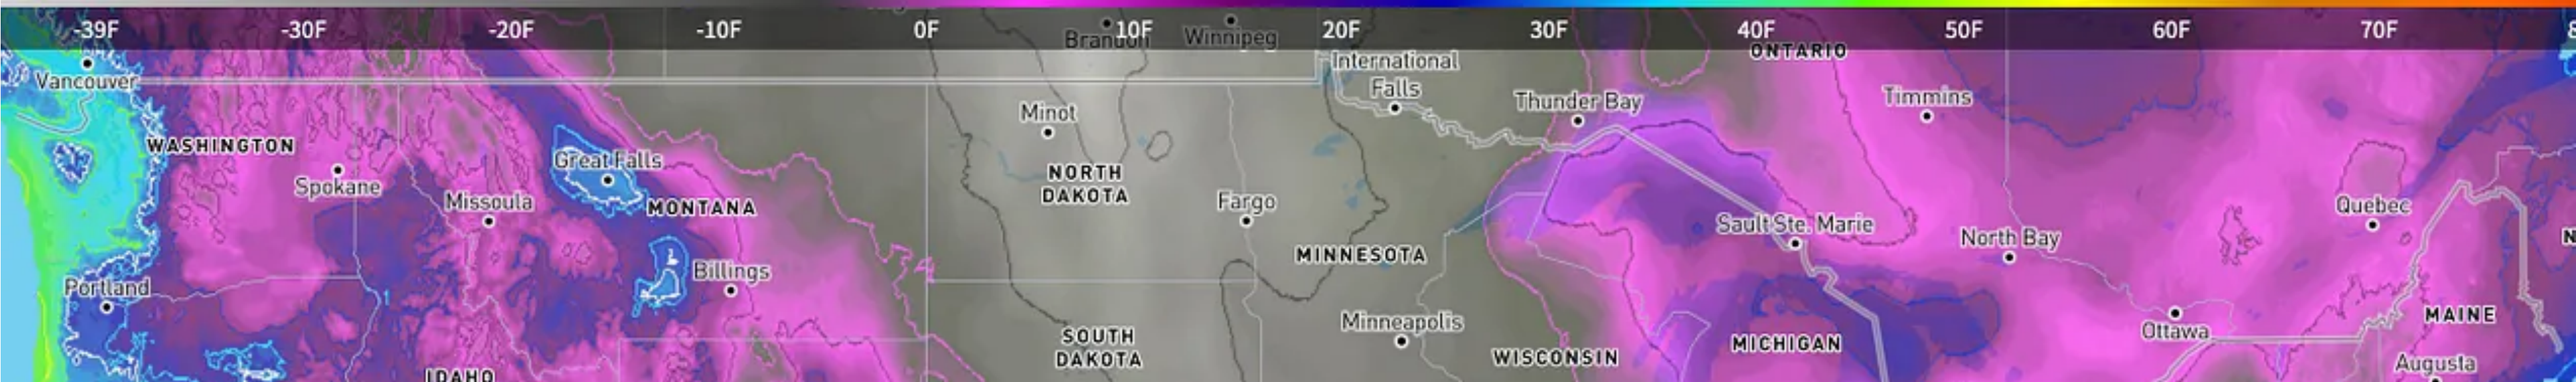 -39F -30F -20F -10F 0F 10F 20F 30F 40F 50F 60F 70F
Brandon Winnipeg
ONTARIO
International
Falls
Vancouver
Thunder Bay
Timmins
Minot
WASHINGTON
Great Falls
NORTH
DAKOTA
Spokane
Missoula
MONTANA
Fargo
Quebec
Sault Ste. Marie
North Bay
MINNESOTA
Billings
Portland
Minneapolis
MAINE
Ottawa
SOUTH
DAKOTA
WISCONSIN
MICHIGAN
Augusta
IDAHO